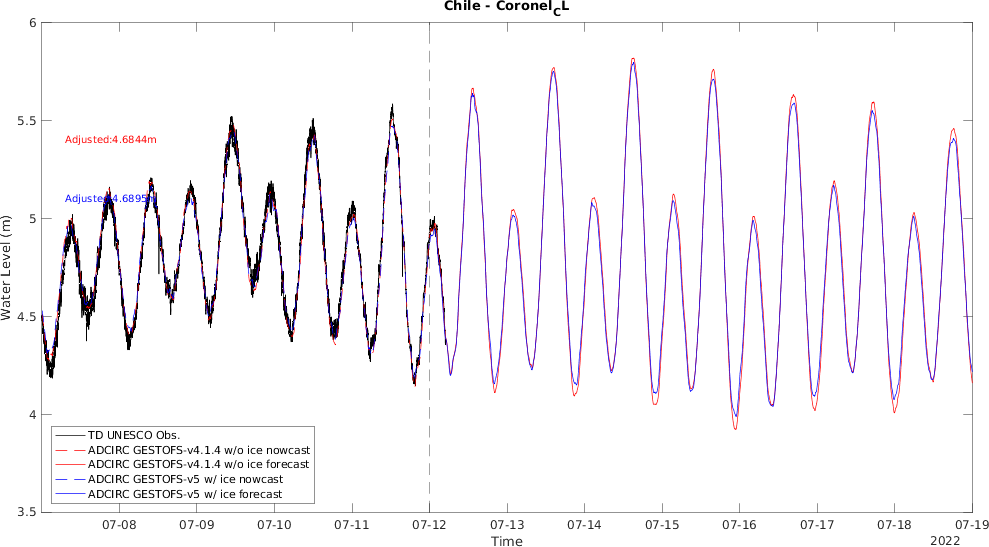 Chile - Coronel_CL
6
5.5
5
4.5
4
3.5
Water Level (m)
Adjusted:4.6844m
Adjusted:4.6895m
TD UNESCO Obs.
ADCIRC GESTOFS-v4.1.4 w/o ice nowcast
ADCIRC GESTOFS-v4.1.4 w/o ice forecast
ADCIRC GESTOFS-v5 w/ ice nowcast
ADCIRC GESTOFS-v5 w/ ice forecast
07-08 07-09 07-10 07-11 07-12 07-13 07-14 07-15 07-16 07-17 07-18 07-19
Time
2022